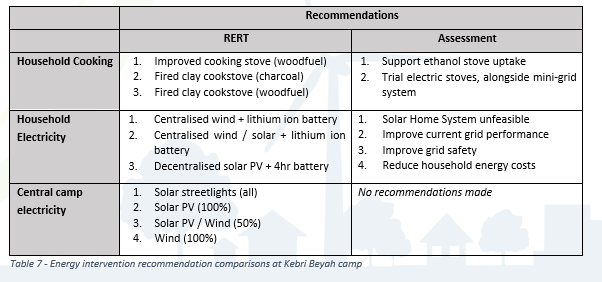 Recommendations
RERT Assessment
Household Cooking
1. Improved cooking stove (woodfuel)
2. Fired clay cookstove (charcoal)
3. Fired clay cookstove (woodfuel)
1. Support ethanol stove uptake
2. Trial electric stoves, alongside mini-grid
system
Household
Electricity
1. Centralised wind + lithium ion battery
2. Centralised wind / solar + lithium ion
battery
3. Decentralised solar PV + 4hr battery
1. Solar Home System unfeasible
2. Improve current grid performance
3. Improve grid safety
4. Reduce household energy costs
Central camp
electricity
1. Solar streetlights (all)
2. Solar PV (100%)
3. Solar PV / Wind (50%)
4. Wind (100%)
No recommendations made
Table 7 - Energy intervention recommendation comparisons at Kebri Beyah camp